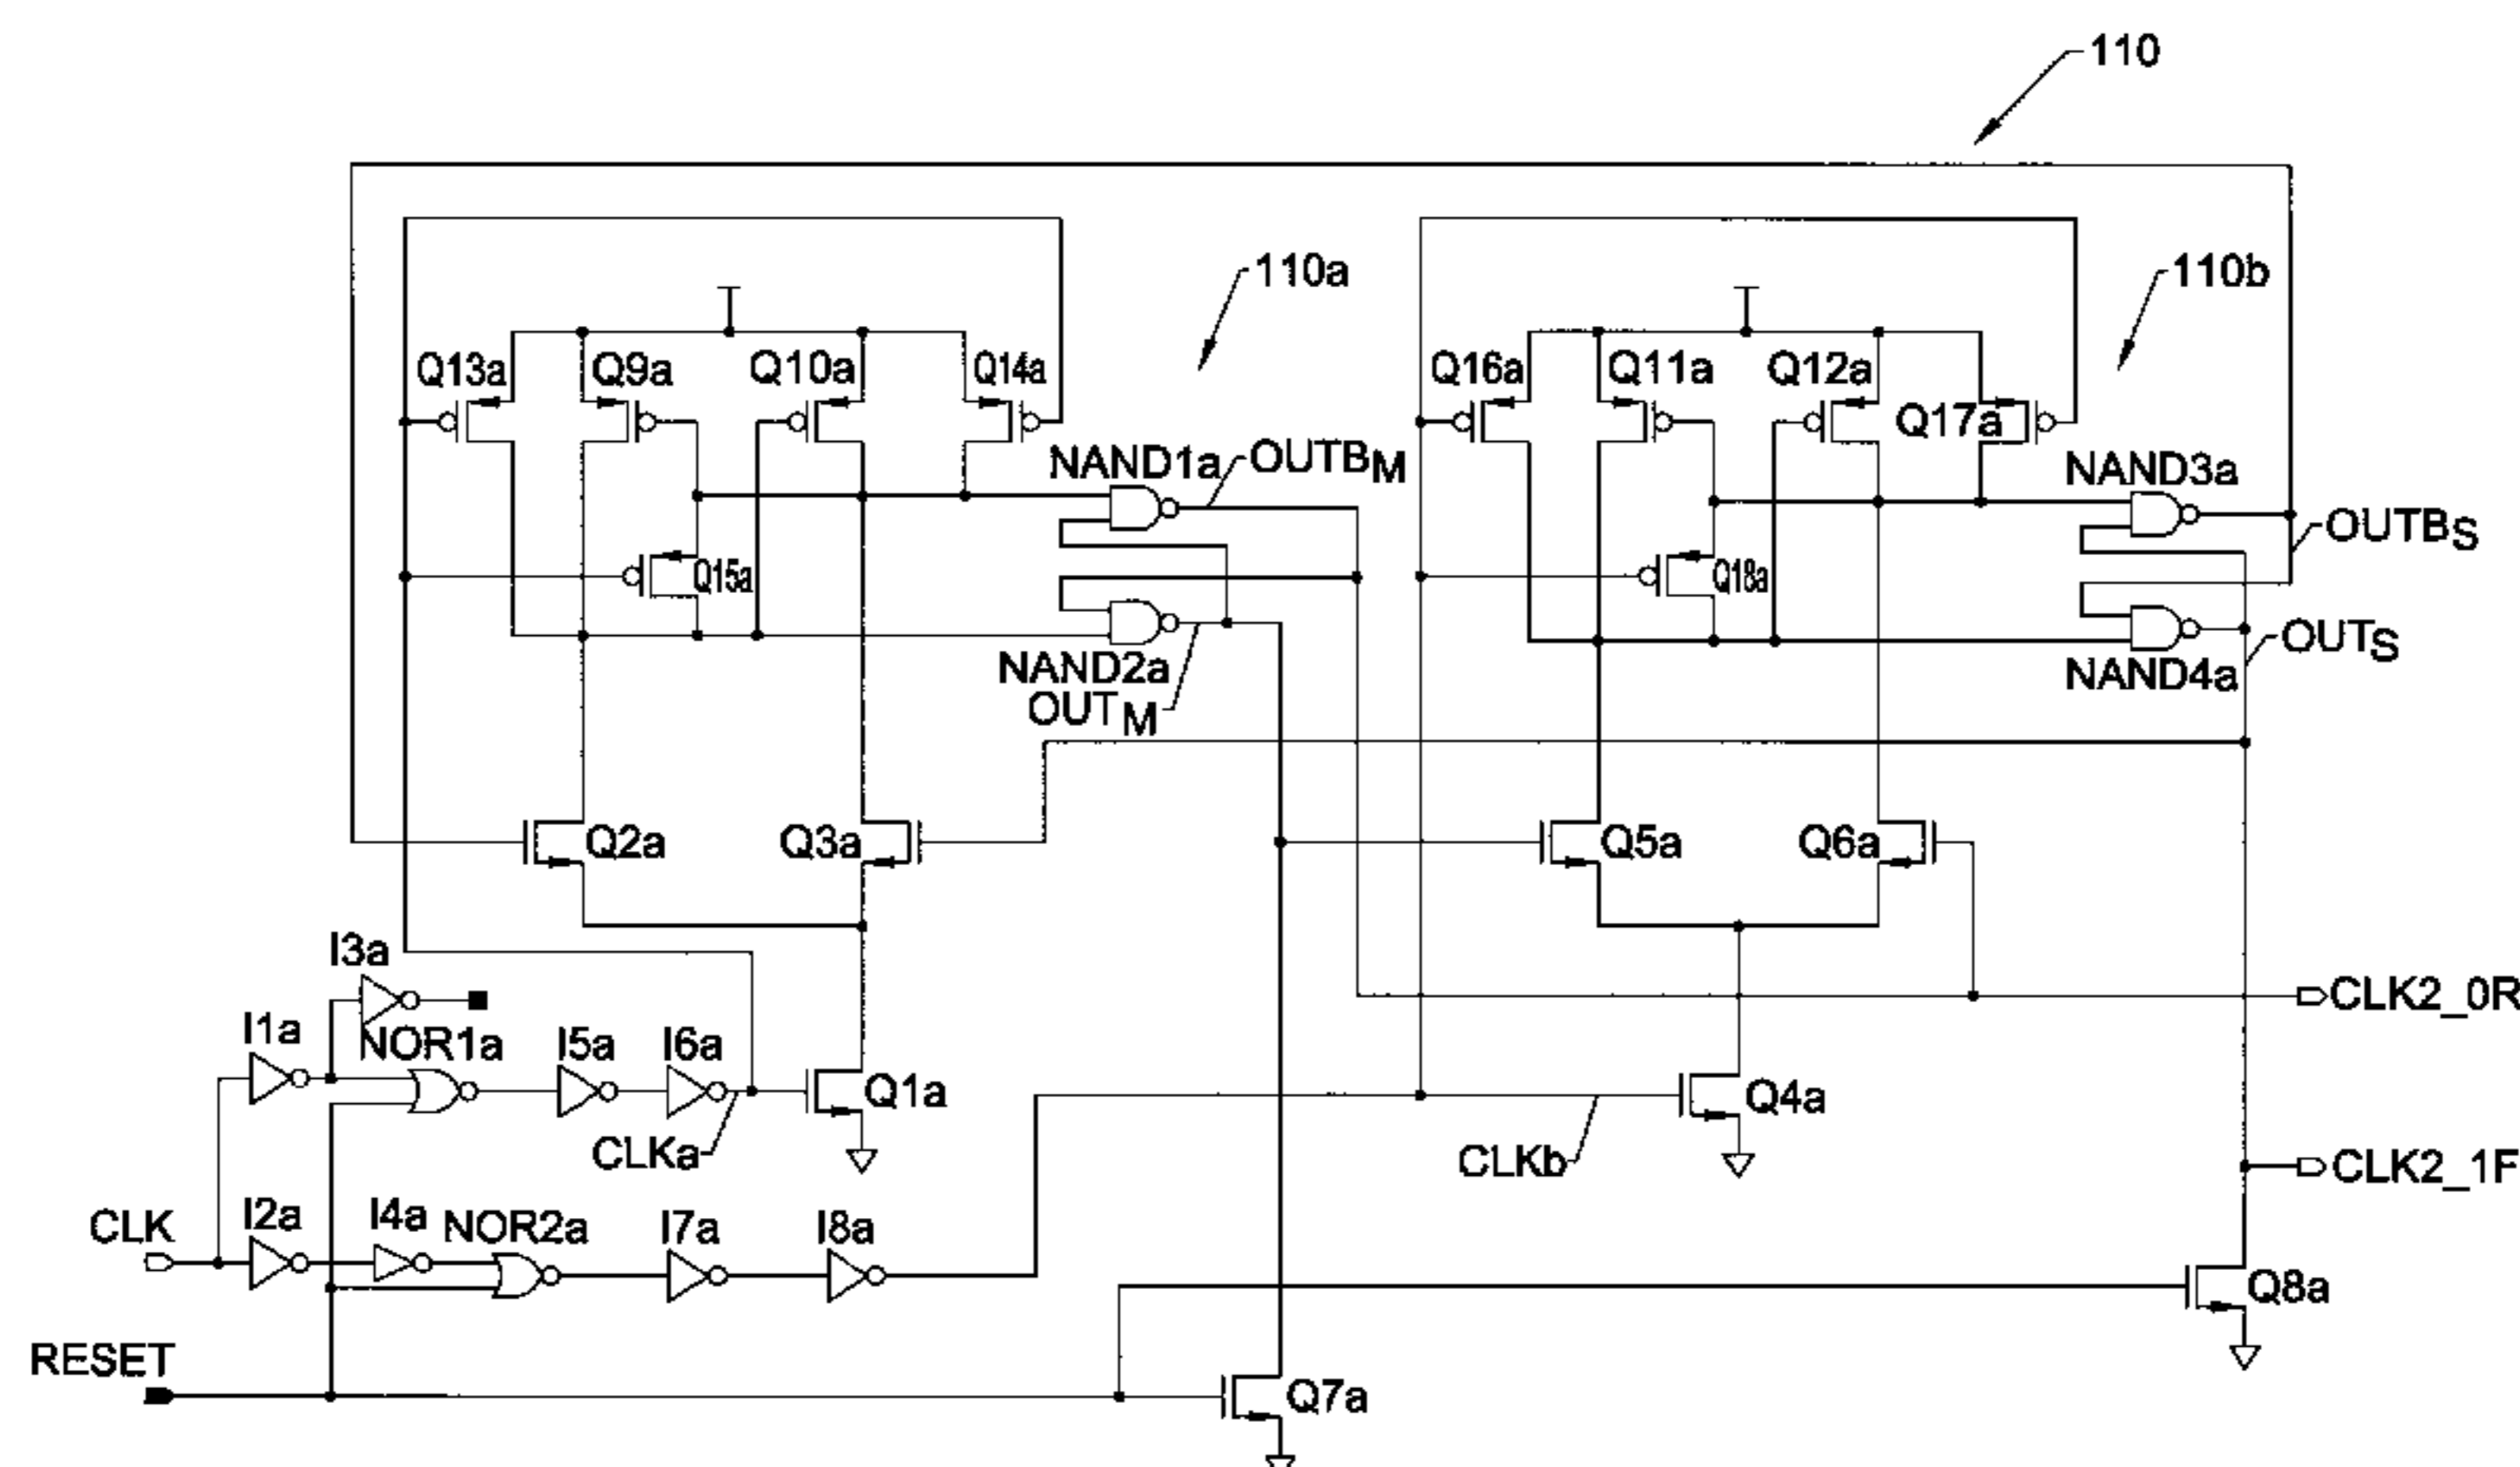 110
110a
110b
Q13a
Q9a
Q10a
Q14a
Q16a
Q11a
Q12a
Q17a
NAND1a
OUTBM
NAND3a
OUTBS
Q15a
Q18a
NAND2a
OUTM
NAND4a
OUTS
Q2a
Q3a
Q5a
Q6a
I3a
CLK2_0R
I1a
NOR1a
I5a
I6a
Q1a
Q4a
CLKa
CLKb
CLK2_1F
CLK
I2a
I4a
NOR2a
I7a
I8a
Q8a
RESET
Q7a